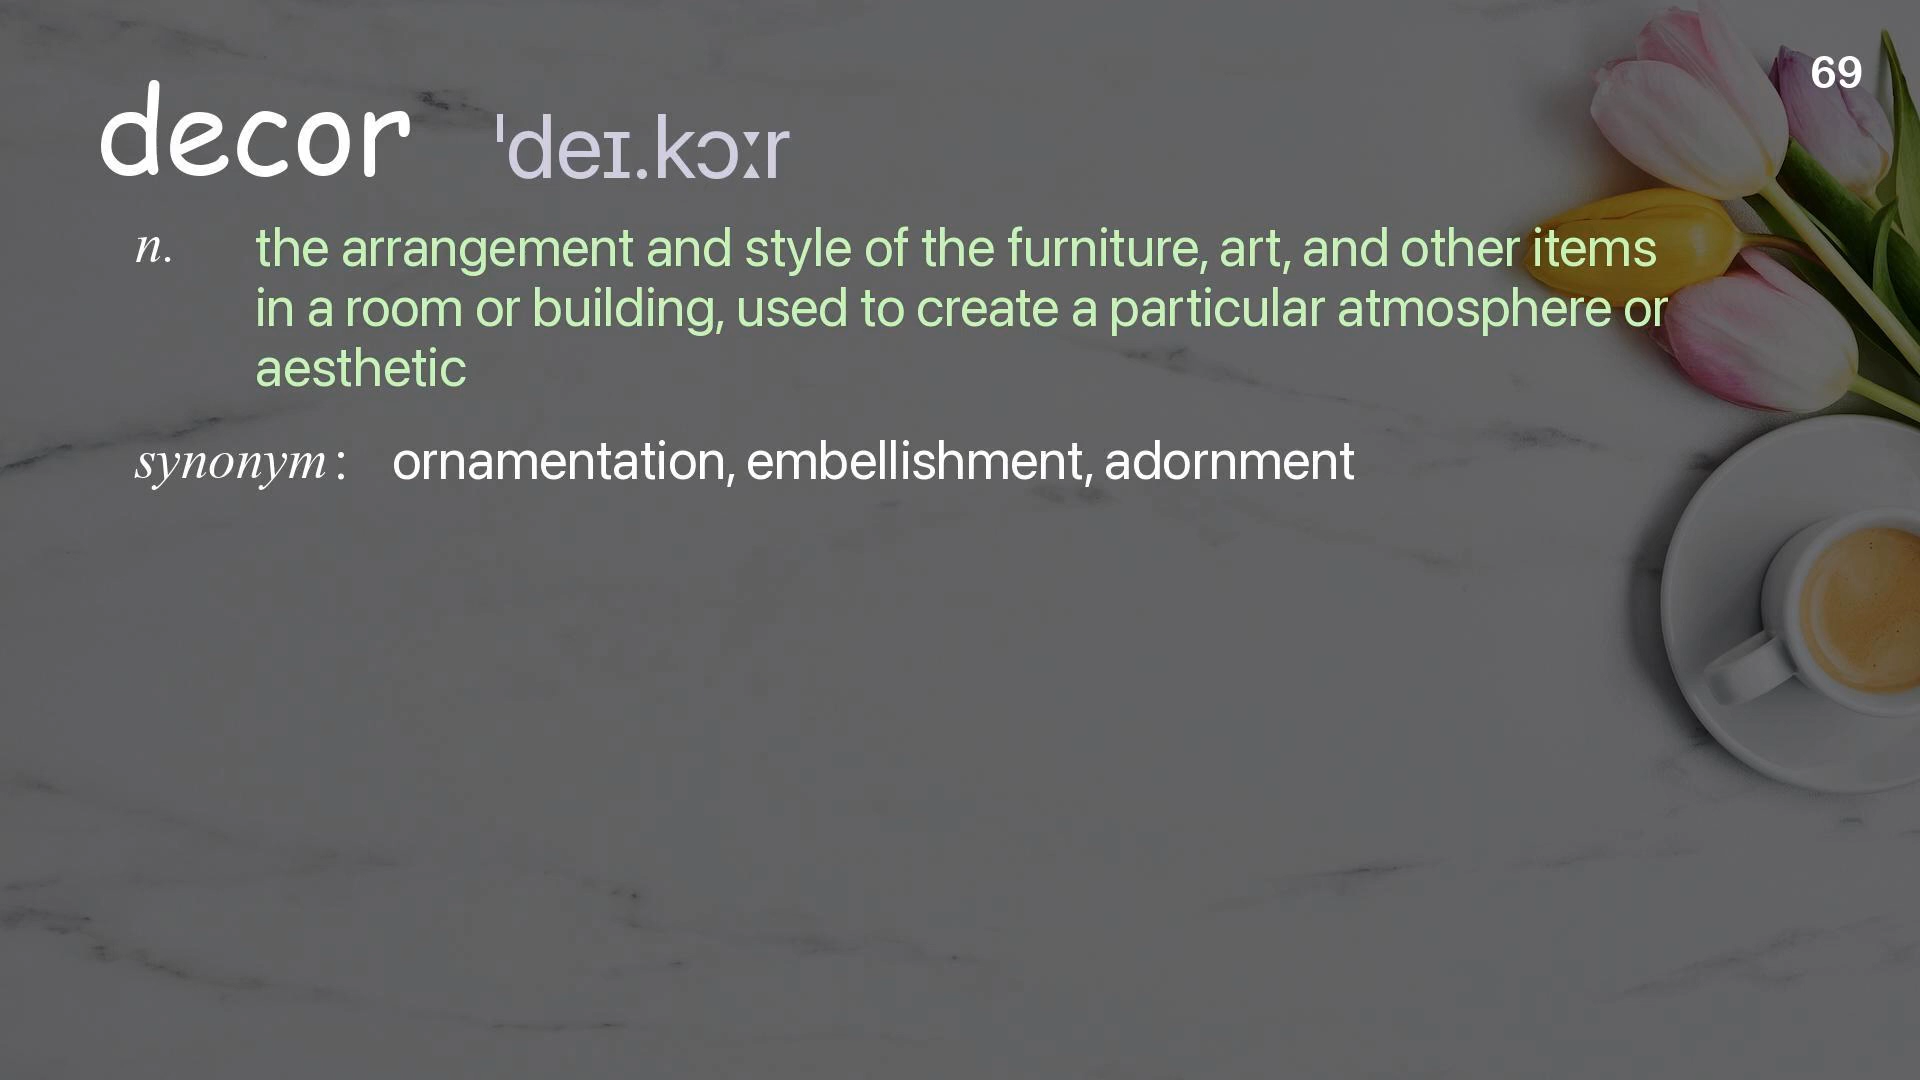 69
decor ˈdeɪ.kɔːr
n. the arrangement and style of the furniture, art, and other items
in a room or building, used to create a particular atmosphere or
aesthetic
synonym: ornamentation, embellishment, adornment